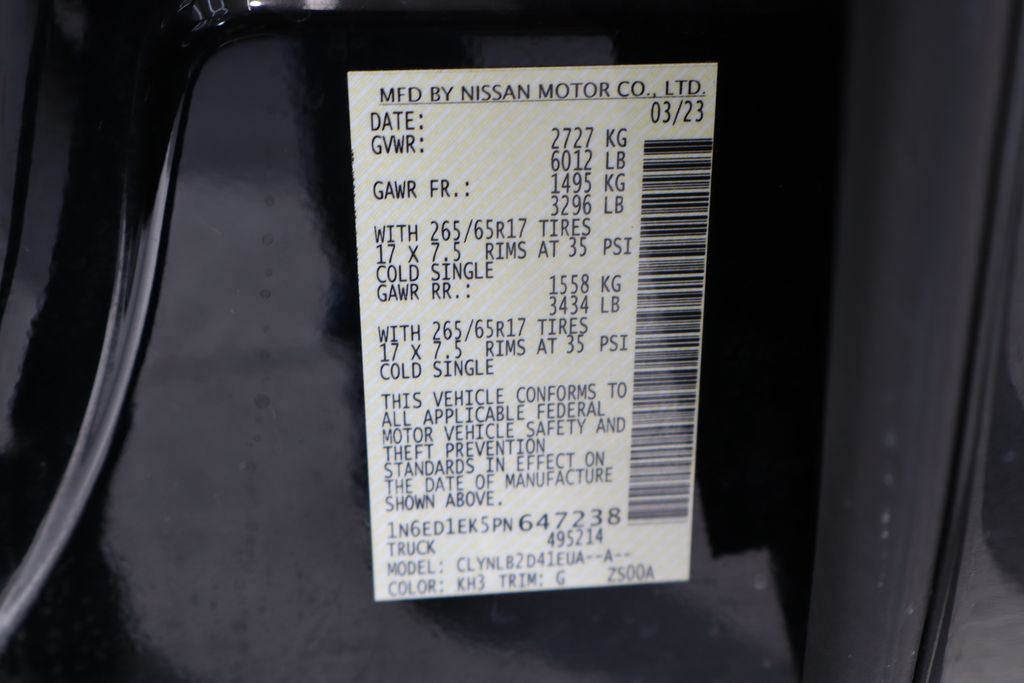 MFD BY NISSAN MOTOR CO., LTD.
DATE: 03/23
GVWR: 2727 KG
6012 LB
GAWR FR.: 1495 KG
3296 LB
WITH 265/65R17 TIRES
17 X 7.5 RIMS AT 35 PSI
COLD SINGLE
GAWR RR.: 1558 KG
3434 LB
WITH 265/65R17 TIRES
17 X 7.5 RIMS AT 35 PSI
COLD SINGLE
THIS VEHICLE CONFORMS TO
ALL APPLICABLE FEDERAL
MOTOR VEHICLE SAFETY AND
THEFT PREVENTION
STANDARDS IN EFFECT ON
THE DATE OF MANUFACTURE
SHOWN ABOVE.
1N6ED1EK5PN 647238
TRUCK 495214
MODEL: CLYNLB2D41EUA--A--
COLOR: KH3 TRIM: G ZS00A